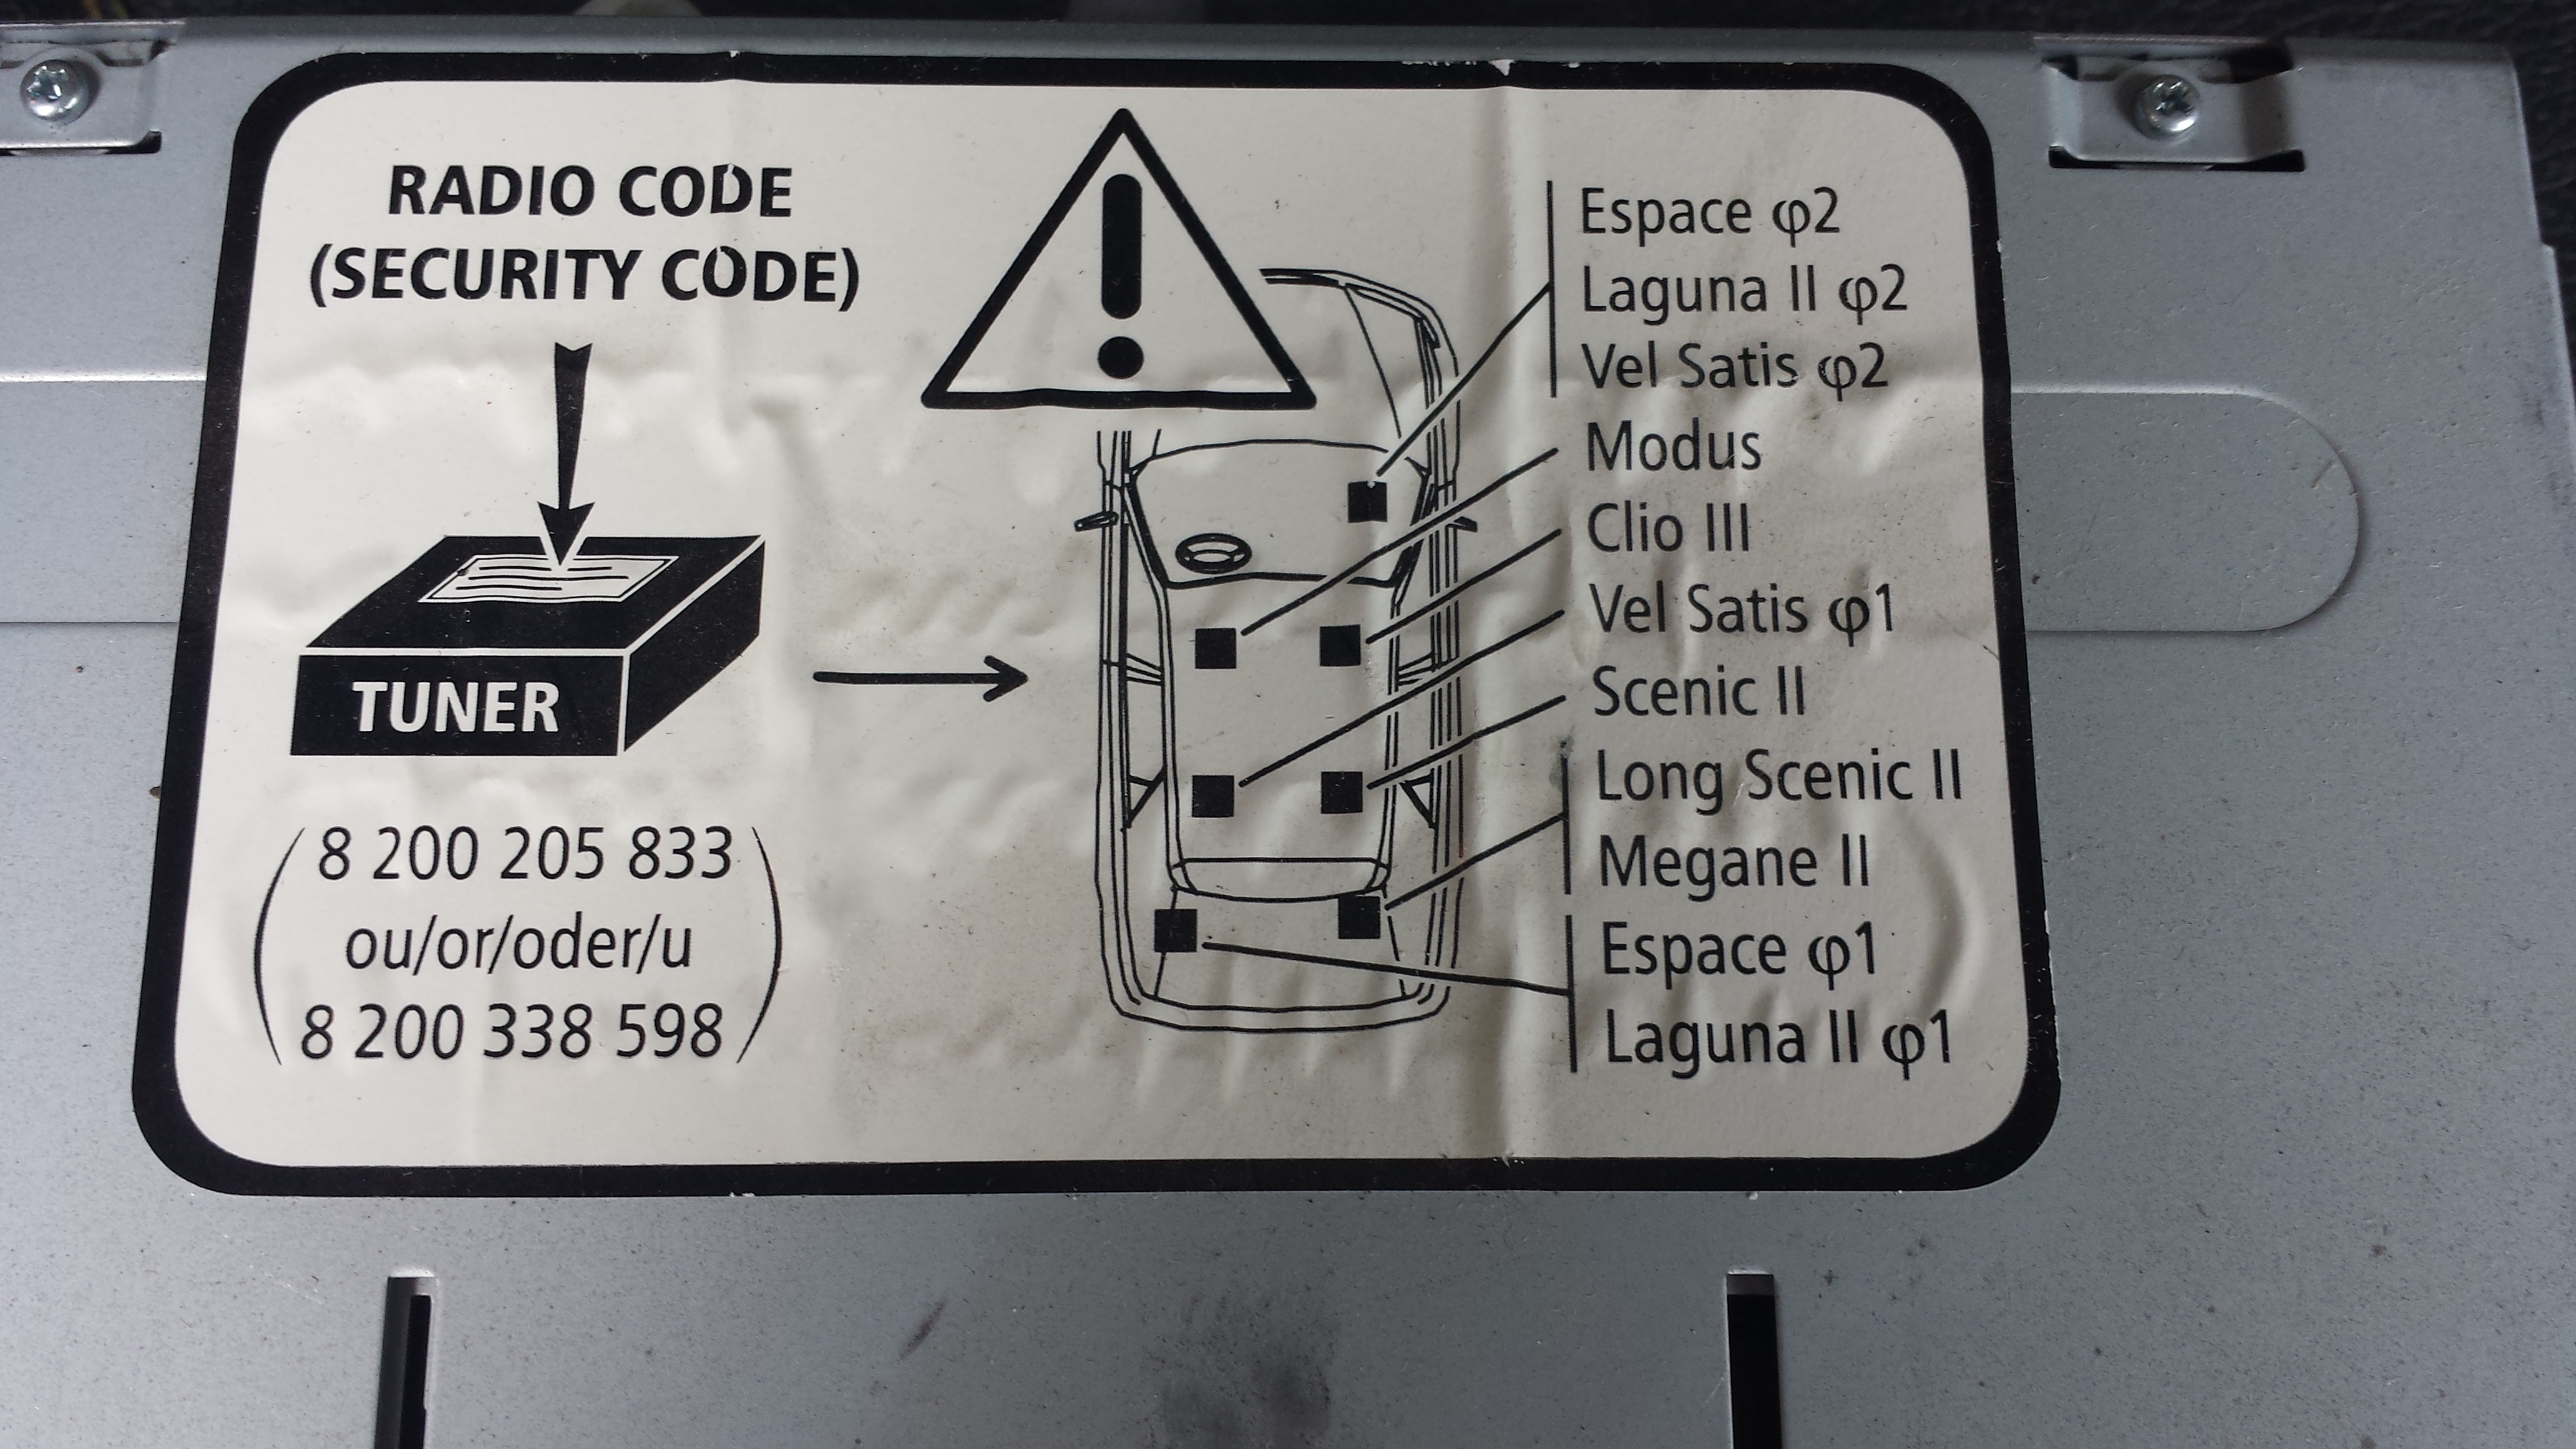 RADIO CODE
(SECURITY CODE)
TUNER
(8 200 205 833
ou/or/oder/u
8 200 338 598)
Espace φ2
Laguna II φ2
Vel Satis φ2
Modus
Clio III
Vel Satis φ1
Scenic II
Long Scenic II
Megane II
Espace φ1
Laguna II φ1